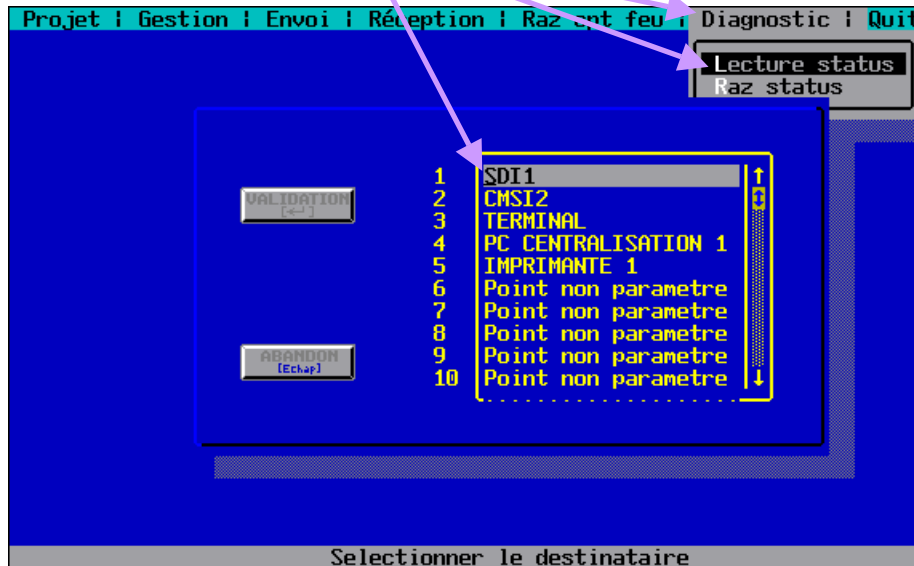 Projet ¦ Gestion ¦ Envoi ¦ Réception ¦ Raz cpt feu ¦ Diagnostic ¦ Quit
Lecture status
Raz status
1 SDI1
2 CMSI2
3 TERMINAL
4 PC CENTRALISATION 1
5 IMPRIMANTE 1
6 Point non parametre
7 Point non parametre
8 Point non parametre
9 Point non parametre
10 Point non parametre
VALIDATION
[↵]
ABANDON
[Echap]
Selectionner le destinataire